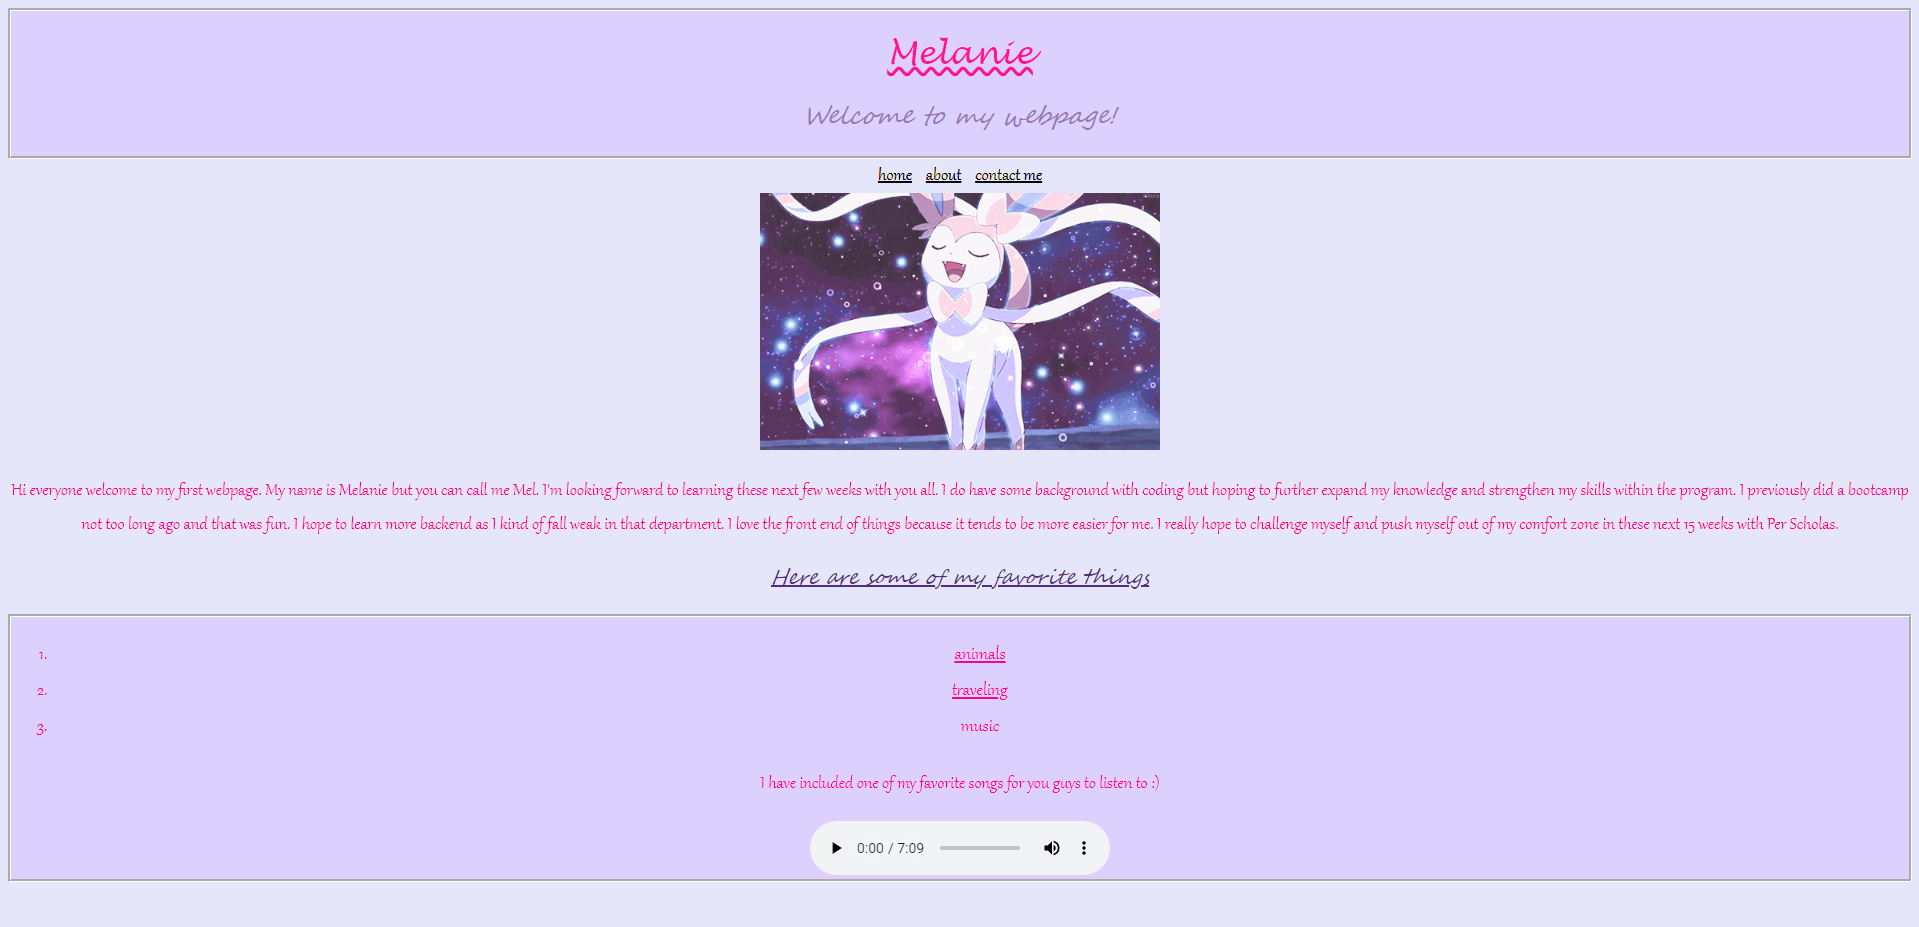 Melanie
Welcome to my webpage!
home about contact me
Hi everyone welcome to my first webpage. My name is Melanie but you can call me Mel. I'm looking forward to learning these next few weeks with you all. I do have some background with coding but hoping to further expand my knowledge and strengthen my skills within the program. I previously did a bootcamp
not too long ago and that was fun. I hope to learn more backend as I kind of fall weak in that department. I love the front end of things because it tends to be more easier for me. I really hope to challenge myself and push myself out of my comfort zone in these next 15 weeks with Per Scholas.
Here are some of my favorite things
1. animals
2. traveling
3. music
I have included one of my favorite songs for you guys to listen to :)
0:00 / 7:09